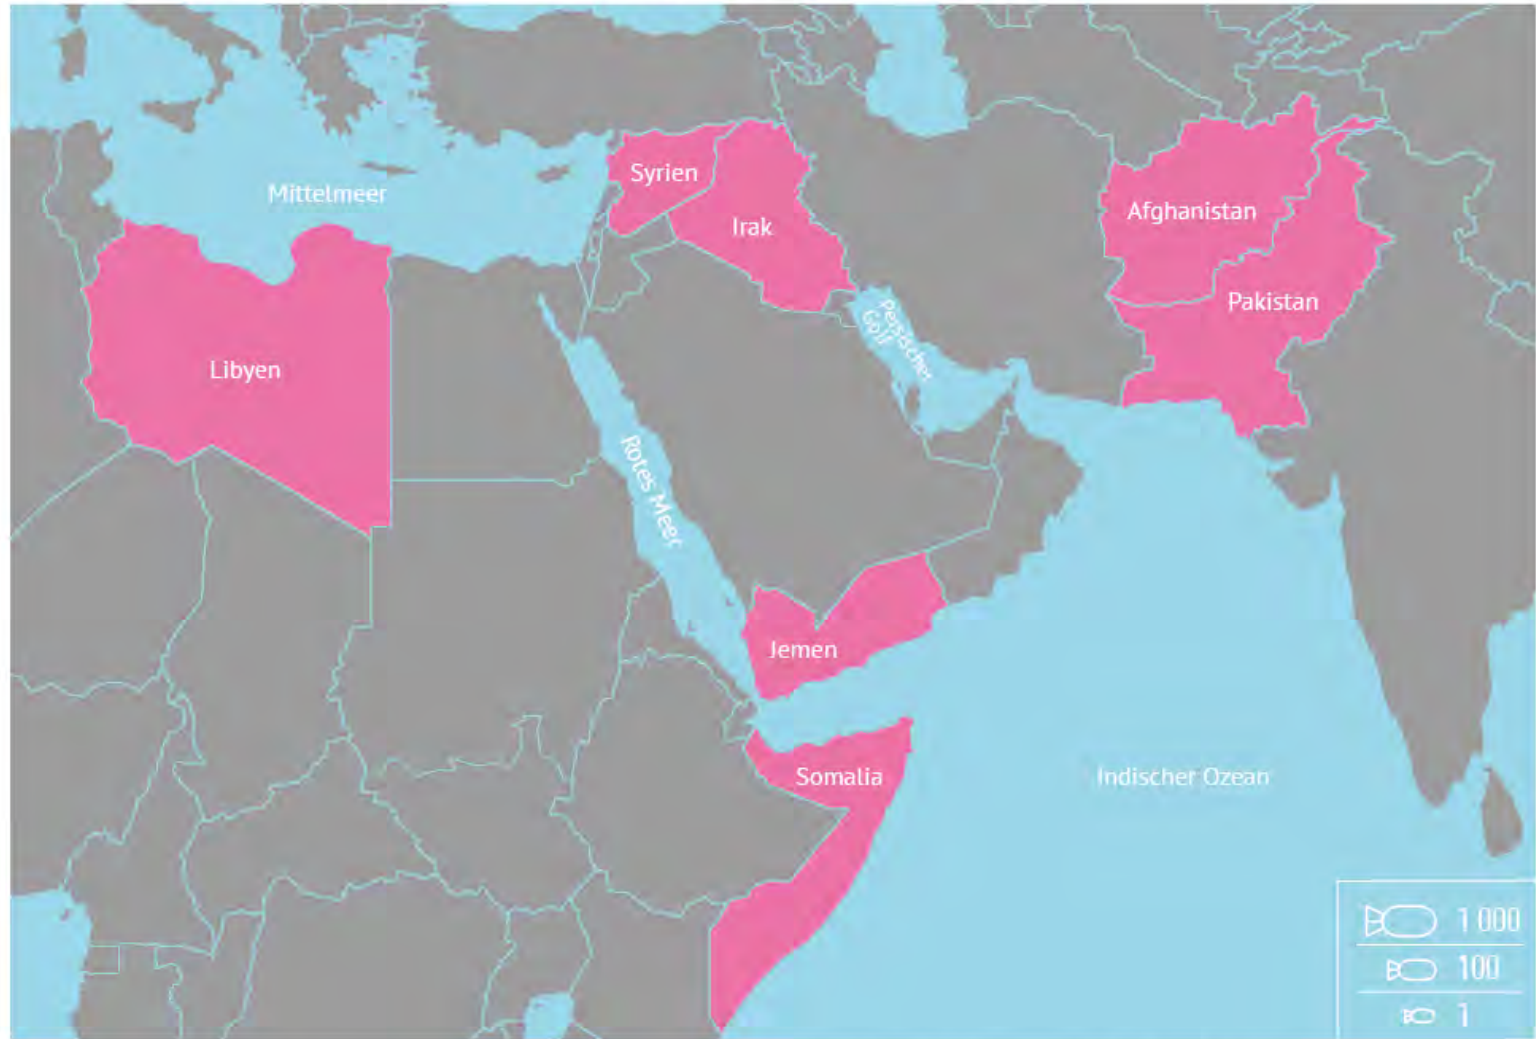 Syrien
Mittelmeer
Irak
Afghanistan
Pakistan
Persischer
Golf
Libyen
Rotes Meer
Jemen
Somalia
Indischer Ozean
1 000
100
1